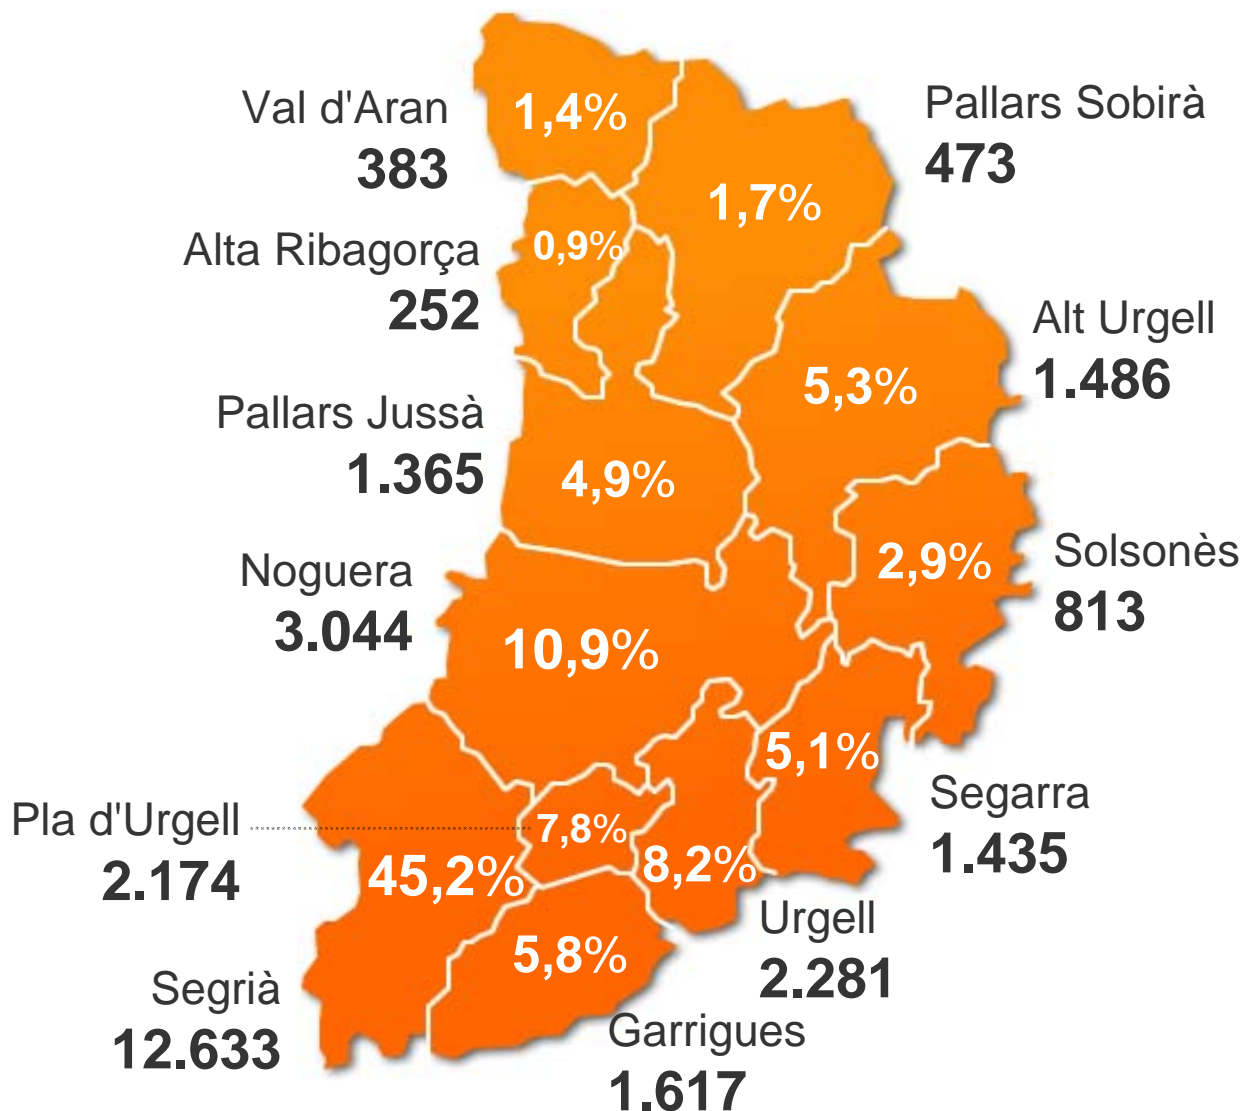 Val d'Aran
383
1,4%
Pallars Sobirà
473
1,7%
Alta Ribagorça
252
0,9%
Alt Urgell
1.486
5,3%
Pallars Jussà
1.365
4,9%
Solsonès
813
2,9%
Noguera
3.044
10,9%
Segarra
1.435
5,1%
Pla d'Urgell
2.174
7,8%
45,2%
8,2%
Urgell
2.281
5,8%
Segrià
12.633
Garrigues
1.617